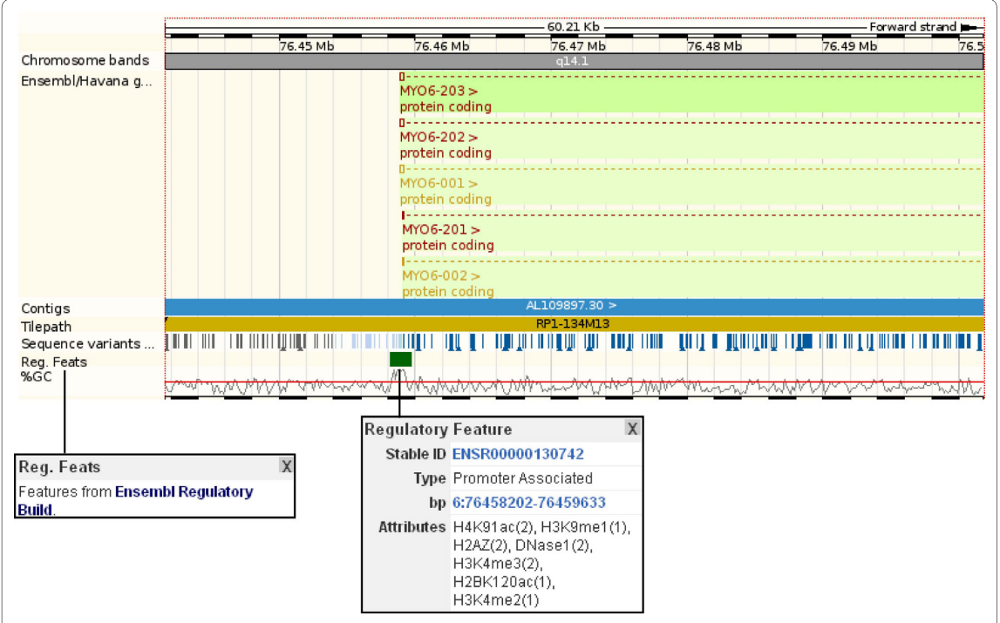 60.21 Kb
Forward strand
76.45 Mb 76.46 Mb 76.47 Mb 76.48 Mb 76.49 Mb 76.5
Chromosome bands
q14.1
Ensembl/Havana g...
MYO6-203 >
protein coding
MYO6-202 >
protein coding
MYO6-001 >
protein coding
MYO6-201 >
protein coding
MYO6-002 >
protein coding
Contigs
AL109897.30 >
Tilepath
RP1-134M13
Sequence variants ...
Reg. Feats
%GC
Reg. Feats X
Features from Ensembl Regulatory
Build.
Regulatory Feature X
Stable ID ENSR00000130742
Type Promoter Associated
bp 6:76458202-76459633
Attributes H4K91ac(2), H3K9me1(1),
H2AZ(2), DNase1(2),
H3K4me3(2),
H2BK120ac(1),
H3K4me2(1)